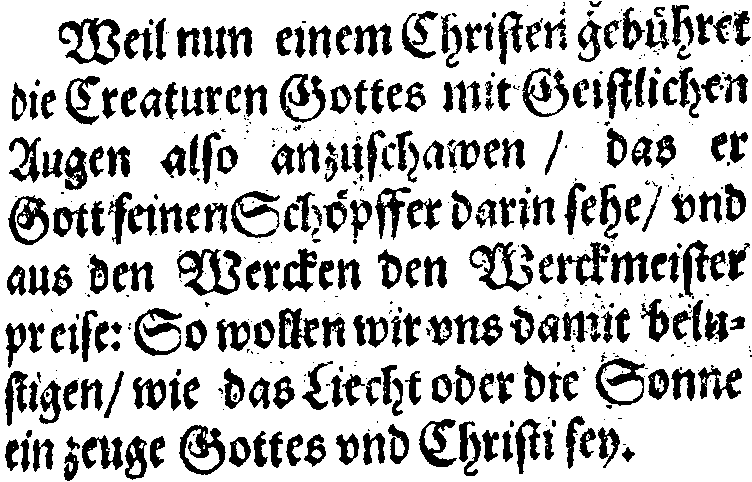 Weil nun einem Chriſten gebühret
die Creaturen Gottes mit Geiſtlichen
Augen alſo anzuſchawen / das er
Gott ſeinen Schöpffer darin ſehe / vnd
aus den Wercken den Werckmeiſter
preiſe: So wollen wir vns damit belu⸗
ſtigen / wie das Liecht oder die Sonne
ein zeuge Gottes vnd Chriſti ſey.